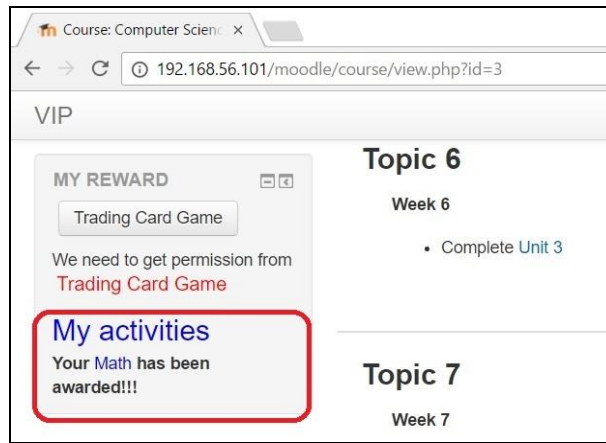 Course: Computer Scienc
192.168.56.101/moodle/course/view.php?id=3
VIP
MY REWARD
Trading Card Game
We need to get permission from
Trading Card Game
My activities
Your Math has been
awarded!!!
Topic 6
Week 6
Complete Unit 3
Topic 7
Week 7